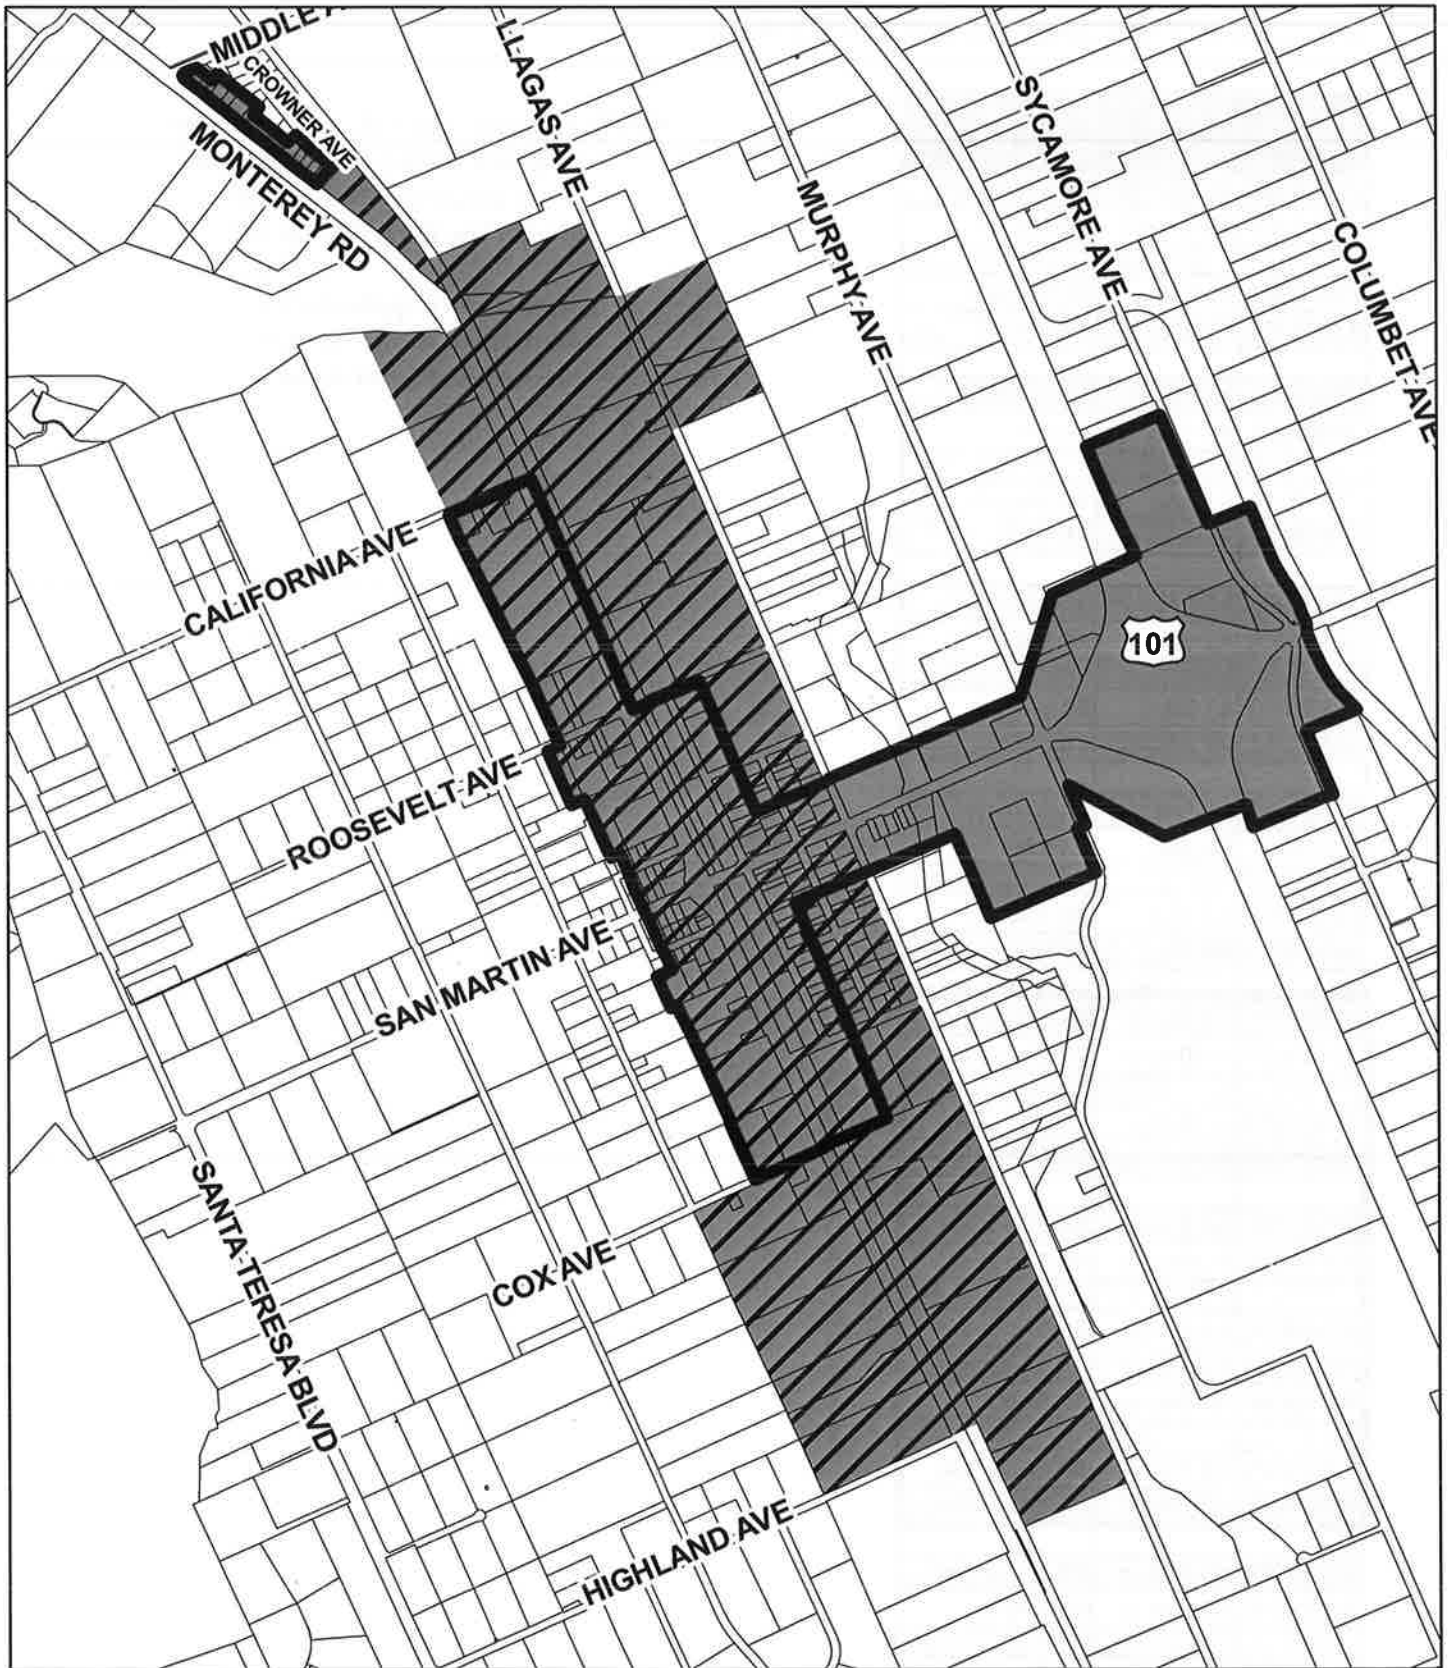 MIDDLE
CROWNER AVE
MONTEREY RD
LLAGAS AVE
MURPHY AVE
SYCAMORE AVE
COLUMBET AVE
CALIFORNIA AVE
101
ROOSEVELT AVE
SAN MARTIN AVE
SANTA TERESA BLVD
COX AVE
HIGHLAND AVE